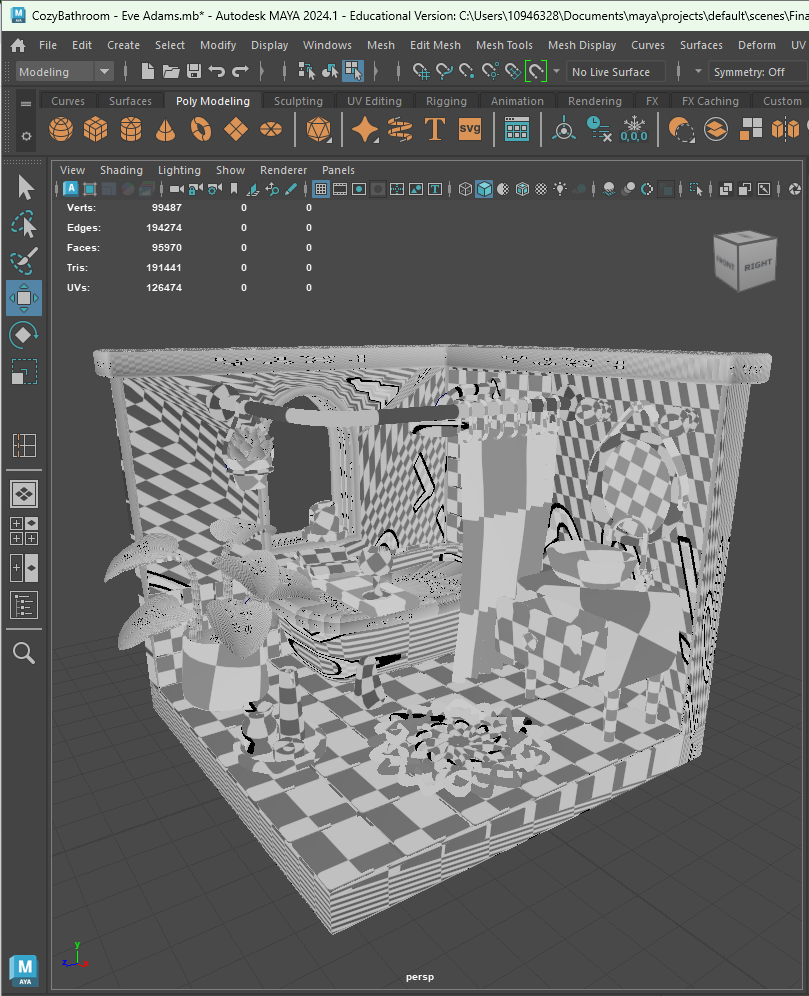 CozyBathroom - Eve Adams.mb* - Autodesk MAYA 2024.1 - Educational Version: C:\Users\10946328\Documents\maya\projects\default\scenes\Fina
File Edit Create Select Modify Display Windows Mesh Edit Mesh Mesh Tools Mesh Display Curves Surfaces Deform UV
Modeling No Live Surface Symmetry: Off
Curves Surfaces Poly Modeling Sculpting UV Editing Rigging Animation Rendering FX FX Caching Custom
T svg 0,0,0
View Shading Lighting Show Renderer Panels
A T
Verts: 99487 0 0
Edges: 194274 0 0
Faces: 95970 0 0
Tris: 191441 0 0
UVs: 126474 0 0
FRONT RIGHT
y
z x
persp
M
AYA